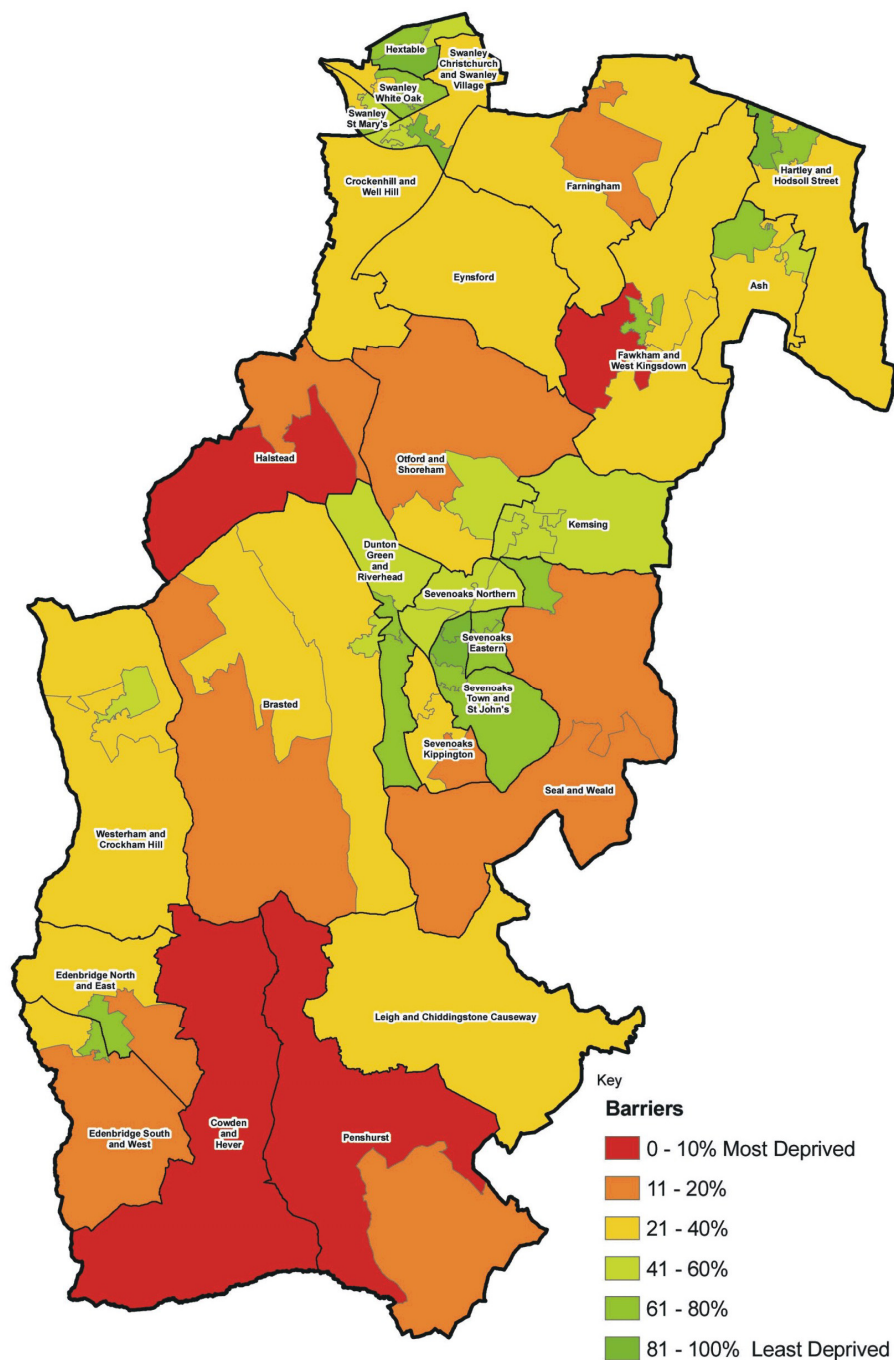 Hextable
Swanley
Christchurch
and Swanley
Village
Swanley
White Oak
Swanley
St Mary's
Crockenhill and
Well Hill
Farningham
Hartley and
Hodsoll Street
Eynsford
Ash
Fawkham and
West Kingsdown
Halstead
Otford and
Shoreham
Kemsing
Dunton
Green
and
Riverhead
Sevenoaks Northern
Sevenoaks
Eastern
Sevenoaks
Town and
St John's
Brasted
Sevenoaks
Kippington
Seal and Weald
Westerham and
Crockham Hill
Edenbridge North
and East
Leigh and Chiddingstone Causeway
Edenbridge South
and West
Cowden
and
Hever
Penshurst
Key
Barriers
0 - 10% Most Deprived
11 - 20%
21 - 40%
41 - 60%
61 - 80%
81 - 100% Least Deprived